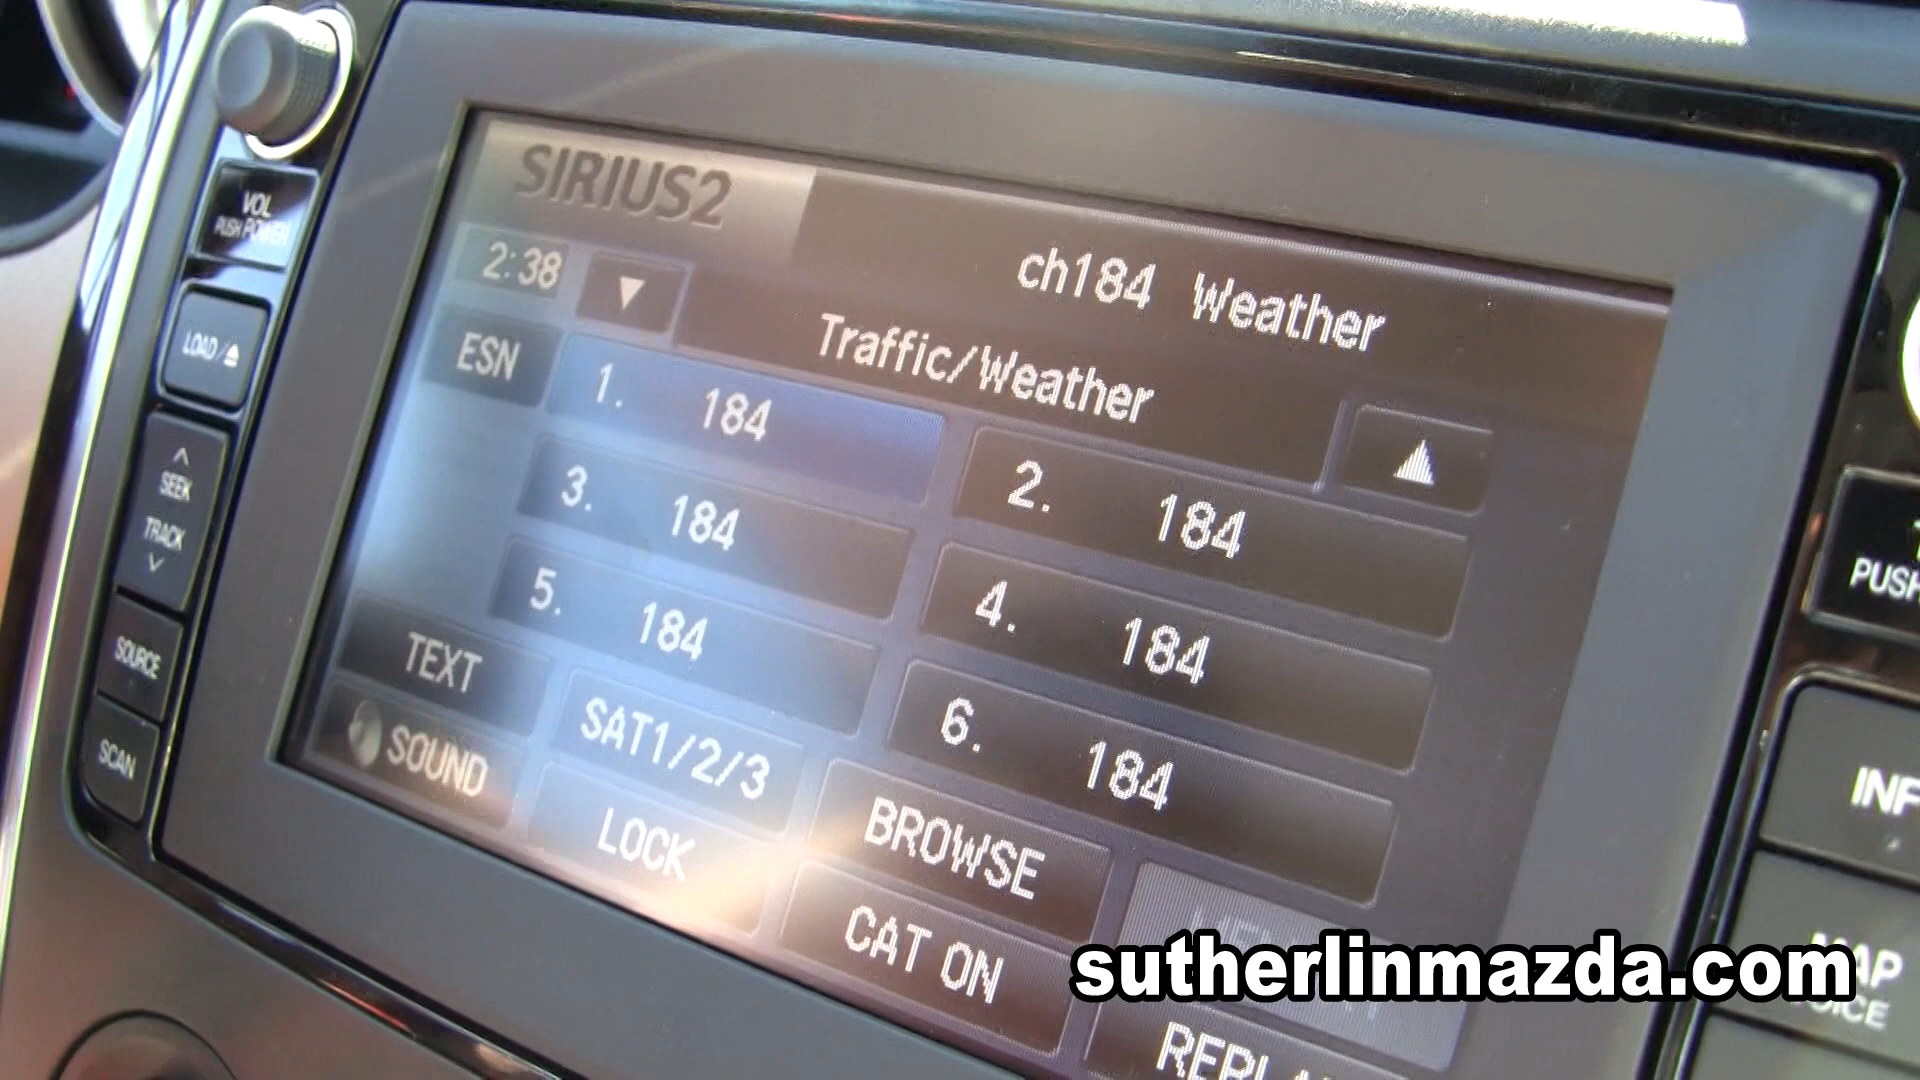 SIRIUS2
ch184 Weather
2:38
Traffic/Weather
ESN
1. 184
2. 184
3. 184
4. 184
5. 184
6. 184
TEXT
SAT1/2/3
SOUND
LOCK
BROWSE
CAT ON
VOL
PUSH POWER
LOAD/
SEEK
TRACK
SOURCE
SCAN
PUSH
MAP
sutherlinmazda.com